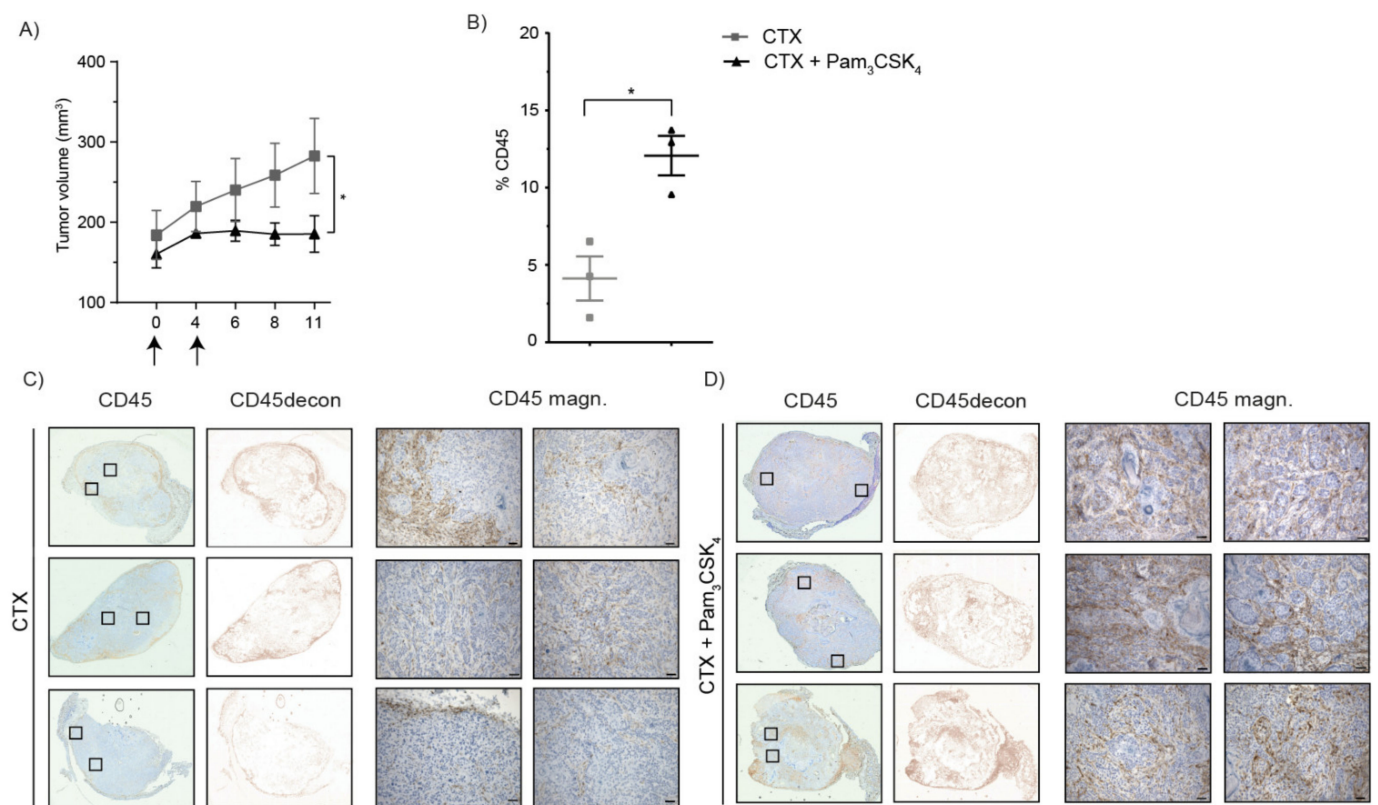 A)
400
300
200
100
Tumor volume (mm³)
0 4 6 8 11
*
B)
20
15
10
5
0
% CD45
*
CTX
CTX + Pam₃CSK₄
C)
CD45 CD45decon CD45 magn.
CTX
D)
CD45 CD45decon CD45 magn.
CTX + Pam₃CSK₄